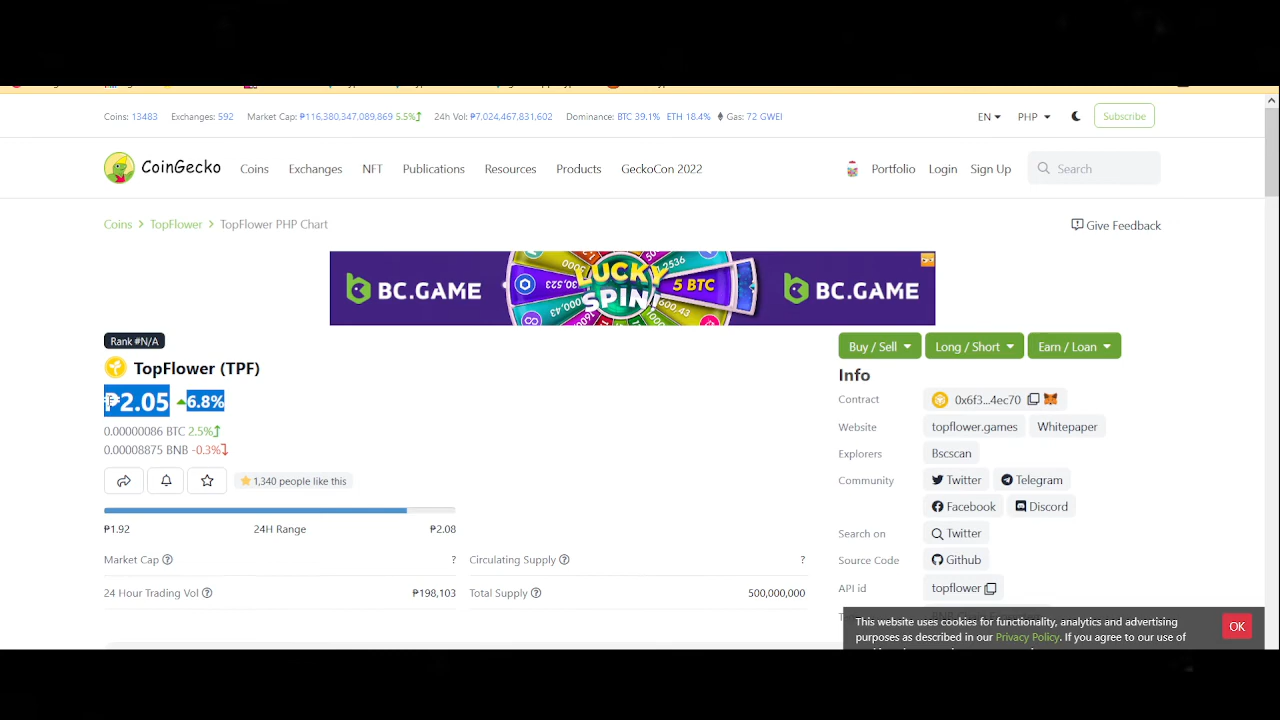 Coins: 13483 Exchanges: 592 Market Cap: ₱116,380,347,089,869 5.5% 24h Vol: ₱7,024,467,831,602 Dominance: BTC 39.1% ETH 18.4% Gas: 72 GWEI EN PHP Subscribe
CoinGecko Coins Exchanges NFT Publications Resources Products GeckoCon 2022 Portfolio Login Sign Up Search
Coins > TopFlower > TopFlower PHP Chart Give Feedback
BC.GAME LUCKY SPIN! 5 BTC BC.GAME
Rank #N/A
TopFlower (TPF)
₱2.05 6.8%
0.00000086 BTC 2.5%
0.00008875 BNB -0.3%
1,340 people like this
₱1.92 24H Range ₱2.08
Market Cap ? Circulating Supply ?
24 Hour Trading Vol ₱198,103 Total Supply 500,000,000
Buy / Sell Long / Short Earn / Loan
Info
Contract 0x6f3...4ec70
Website topflower.games Whitepaper
Explorers Bscscan
Community Twitter Telegram
Facebook Discord
Search on Twitter
Source Code Github
API id topflower
This website uses cookies for functionality, analytics and advertising
purposes as described in our Privacy Policy. If you agree to our use of
OK